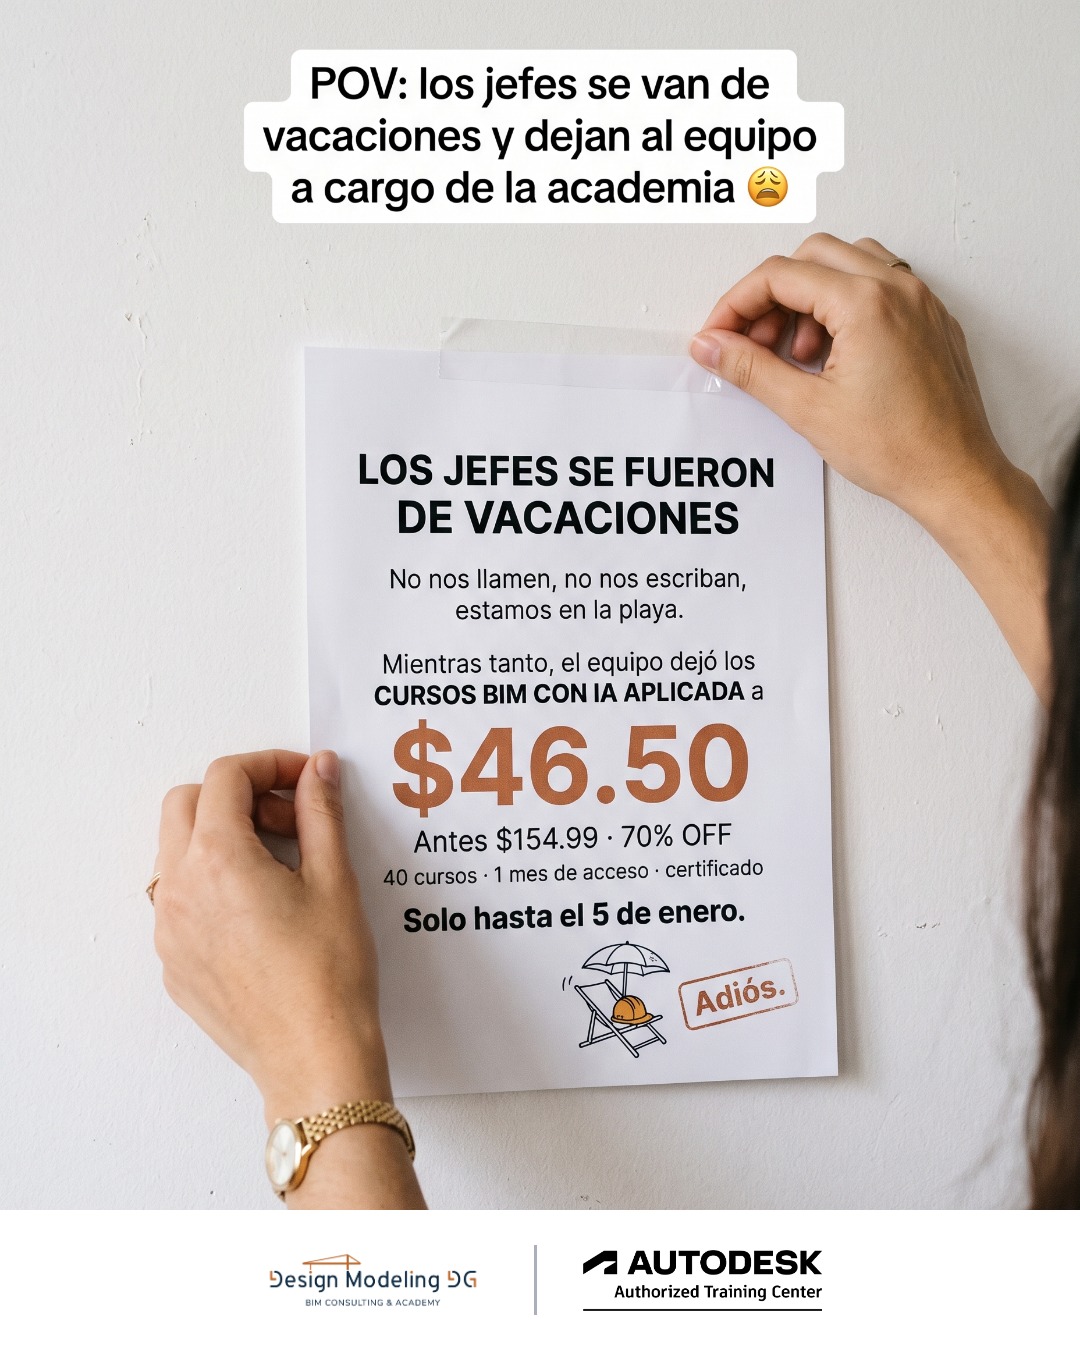 POV: los jefes se van de
vacaciones y dejan al equipo
a cargo de la academia 😩
LOS JEFES SE FUERON
DE VACACIONES
No nos llamen, no nos escriban,
estamos en la playa.
Mientras tanto, el equipo dejó los
CURSOS BIM CON IA APLICADA a
$46.50
Antes $154.99 · 70% OFF
40 cursos · 1 mes de acceso · certificado
Solo hasta el 5 de enero.
Adiós.
Design Modeling DG
BIM CONSULTING & ACADEMY
AUTODESK
Authorized Training Center